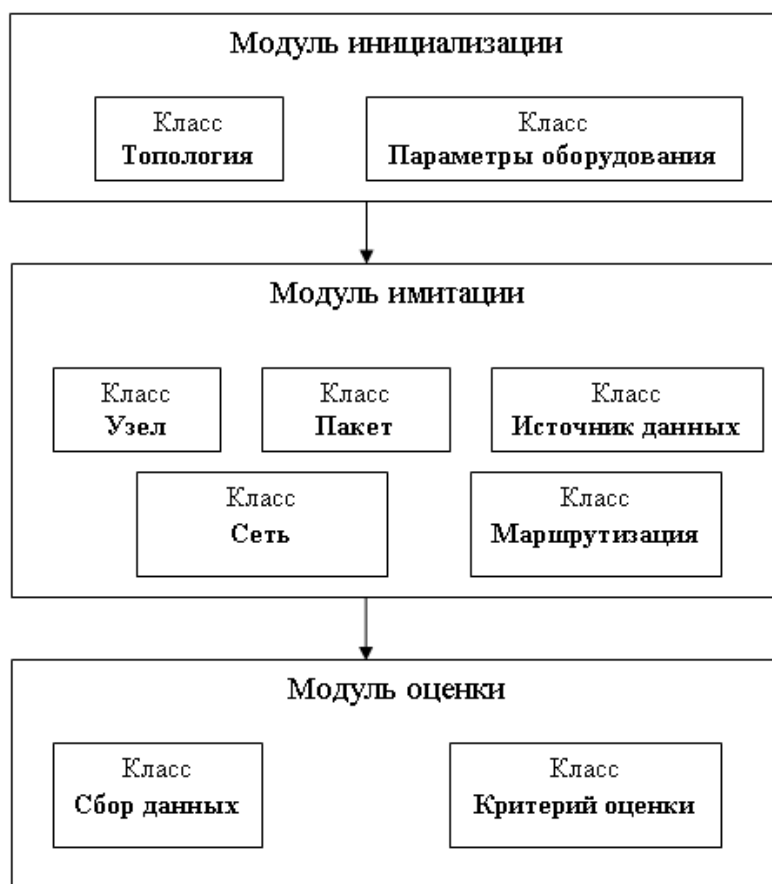 Модуль инициализации
Класс
Топология
Класс
Параметры оборудования
Модуль имитации
Класс
Узел
Класс
Пакет
Класс
Источник данных
Класс
Сеть
Класс
Маршрутизация
Модуль оценки
Класс
Сбор данных
Класс
Критерий оценки